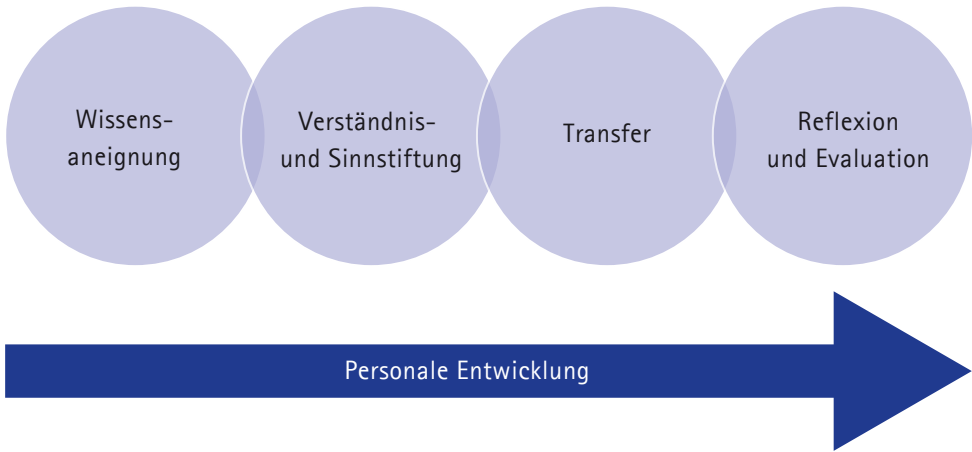 Wissens-
aneignung
Verständnis-
und Sinnstiftung
Transfer
Reflexion
und Evaluation
Personale Entwicklung